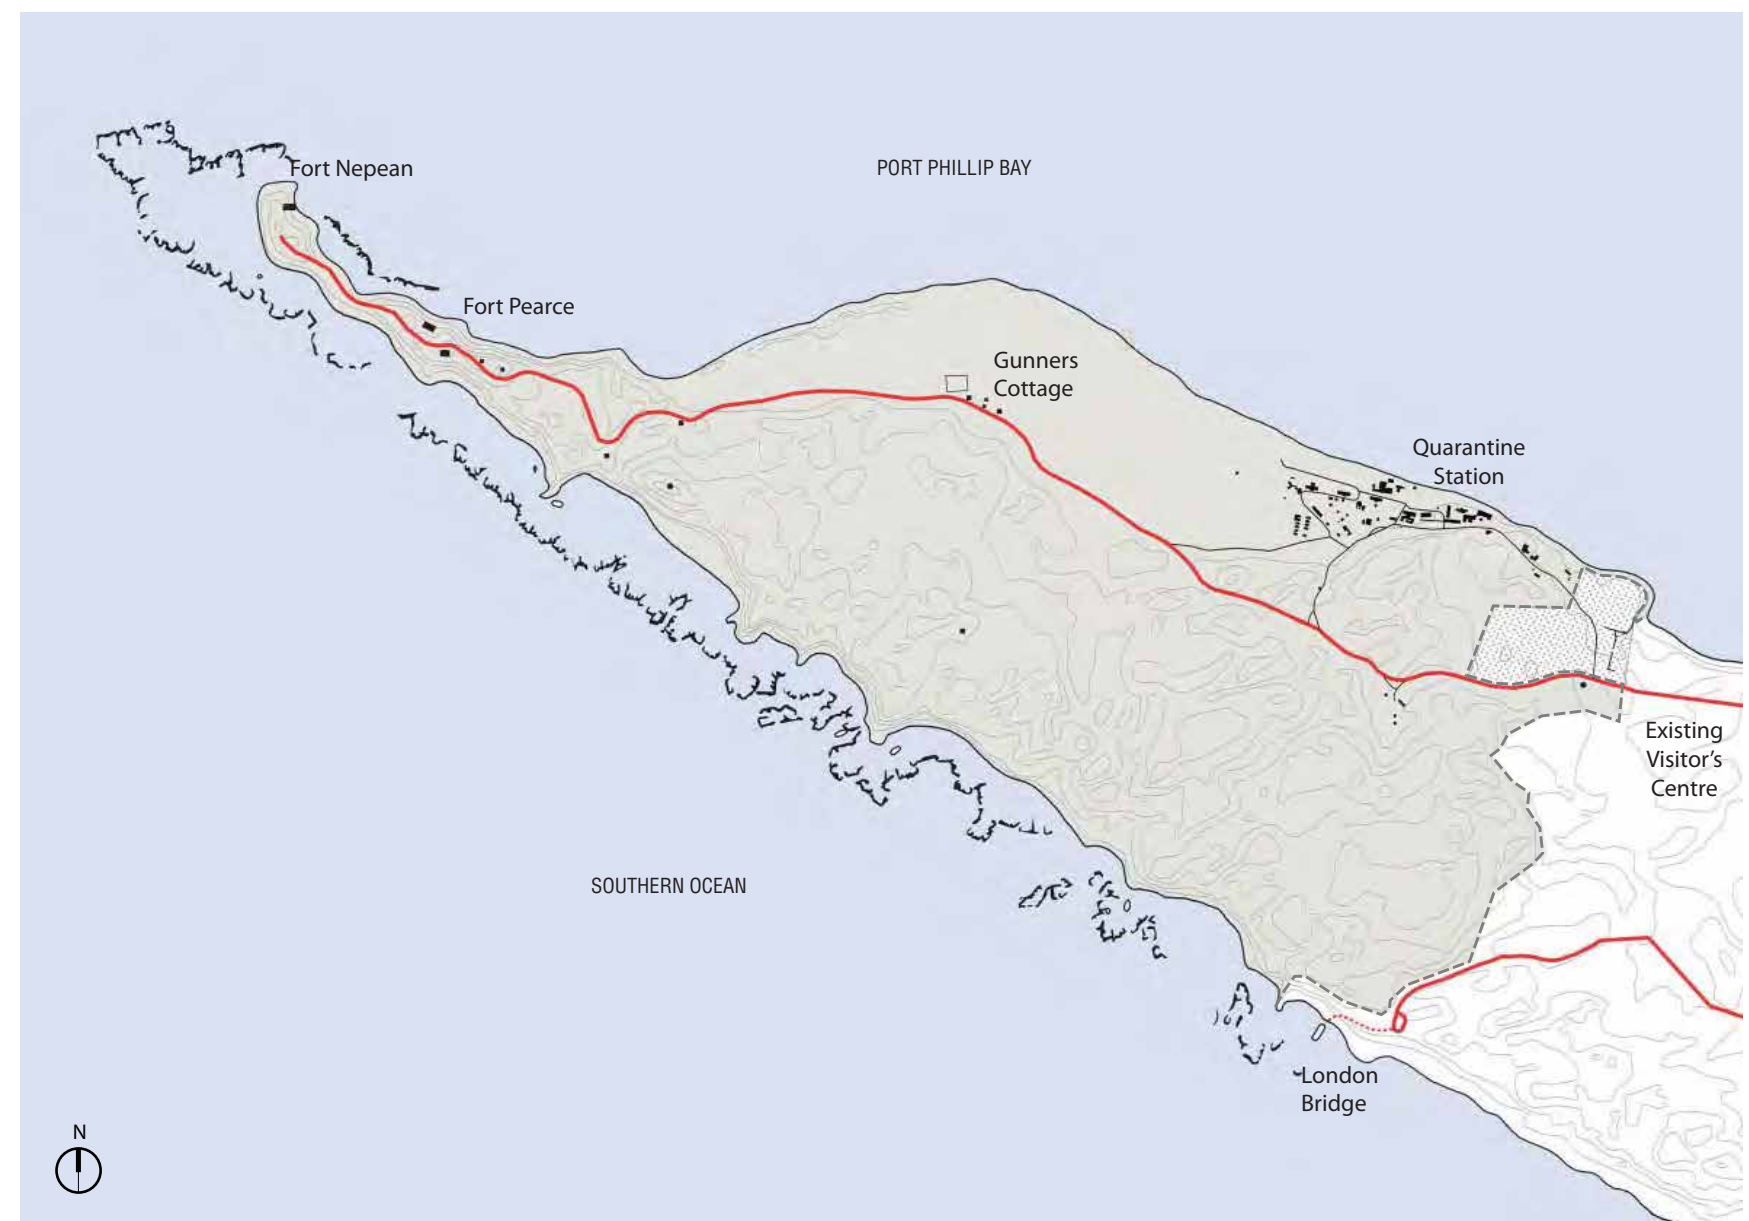 PORT PHILLIP BAY
Fort Nepean
Fort Pearce
Gunners
Cottage
Quarantine
Station
Existing
Visitor's
Centre
SOUTHERN OCEAN
London
Bridge
N